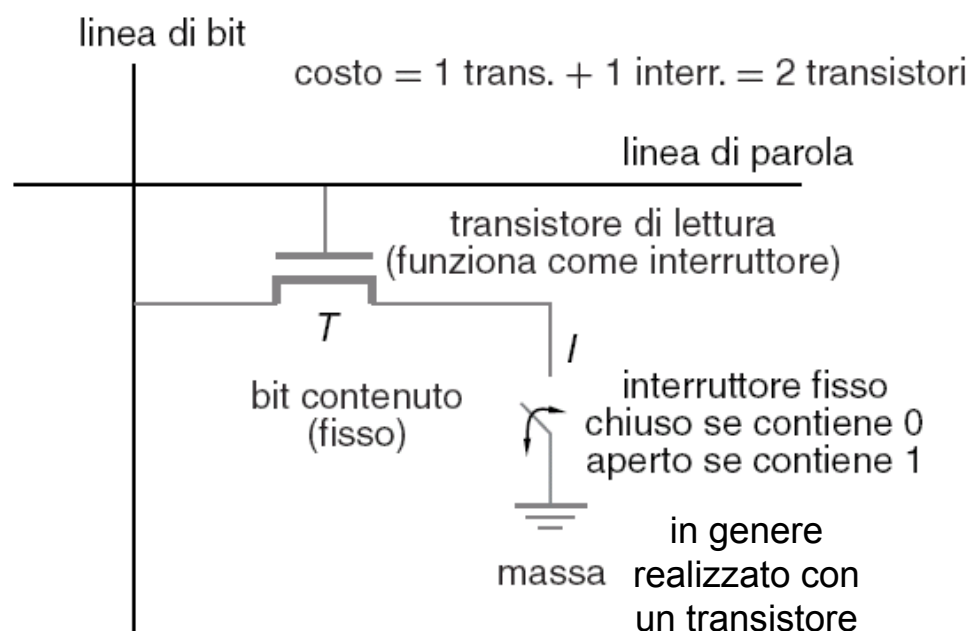 linea di bit
costo = 1 trans. + 1 interr. = 2 transistori
linea di parola
transistore di lettura
(funziona come interruttore)
T
I
bit contenuto
(fisso)
interruttore fisso
chiuso se contiene 0
aperto se contiene 1
massa
in genere
realizzato con
un transistore